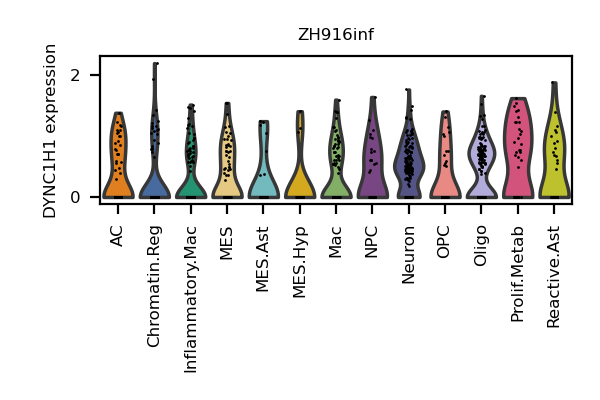 ZH916inf
DYNC1H1 expression
2
0
AC
Chromatin.Reg
Inflammatory.Mac
MES
MES.Ast
MES.Hyp
Mac
NPC
Neuron
OPC
Oligo
Prolif.Metab
Reactive.Ast